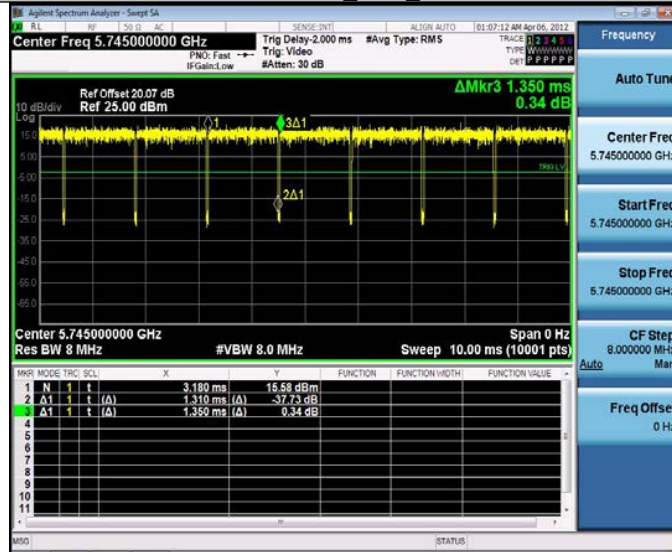 Agilent Spectrum Analyzer - Swept SA
RL RF 50 Ω AC SENSE:INT ALIGN AUTO 01:07:12 AM Apr 06, 2012
Center Freq 5.745000000 GHz
PNO: Fast
IFGain:Low
Trig Delay-2.000 ms
Trig: Video
#Atten: 30 dB
#Avg Type: RMS
TRACE 1 2 3 4 5 6
TYPE WWWWWW
DET P P P P P P
ΔMkr3 1.350 ms
0.34 dB
Ref Offset 20.07 dB
10 dB/div Ref 25.00 dBm
Log
15.0
5.00
-5.00
-15.0
-25.0
-35.0
-45.0
-55.0
-65.0
1
3Δ1
2Δ1
TRIG LV
Center 5.745000000 GHz Span 0 Hz
Res BW 8 MHz #VBW 8.0 MHz Sweep 10.00 ms (10001 pts)
MKR MODE TRC SCL X Y FUNCTION FUNCTION WIDTH FUNCTION VALUE
1 N 1 t 3.180 ms 15.58 dBm
2 Δ1 1 t (Δ) 1.310 ms (Δ) -37.73 dB
3 Δ1 1 t (Δ) 1.350 ms (Δ) 0.34 dB
4
5
6
7
8
9
10
11
MSG STATUS
Frequency
Auto Tune
Center Freq
5.745000000 GHz
Start Freq
5.745000000 GHz
Stop Freq
5.745000000 GHz
CF Step
8.000000 MHz
Auto Man
Freq Offset
0 Hz